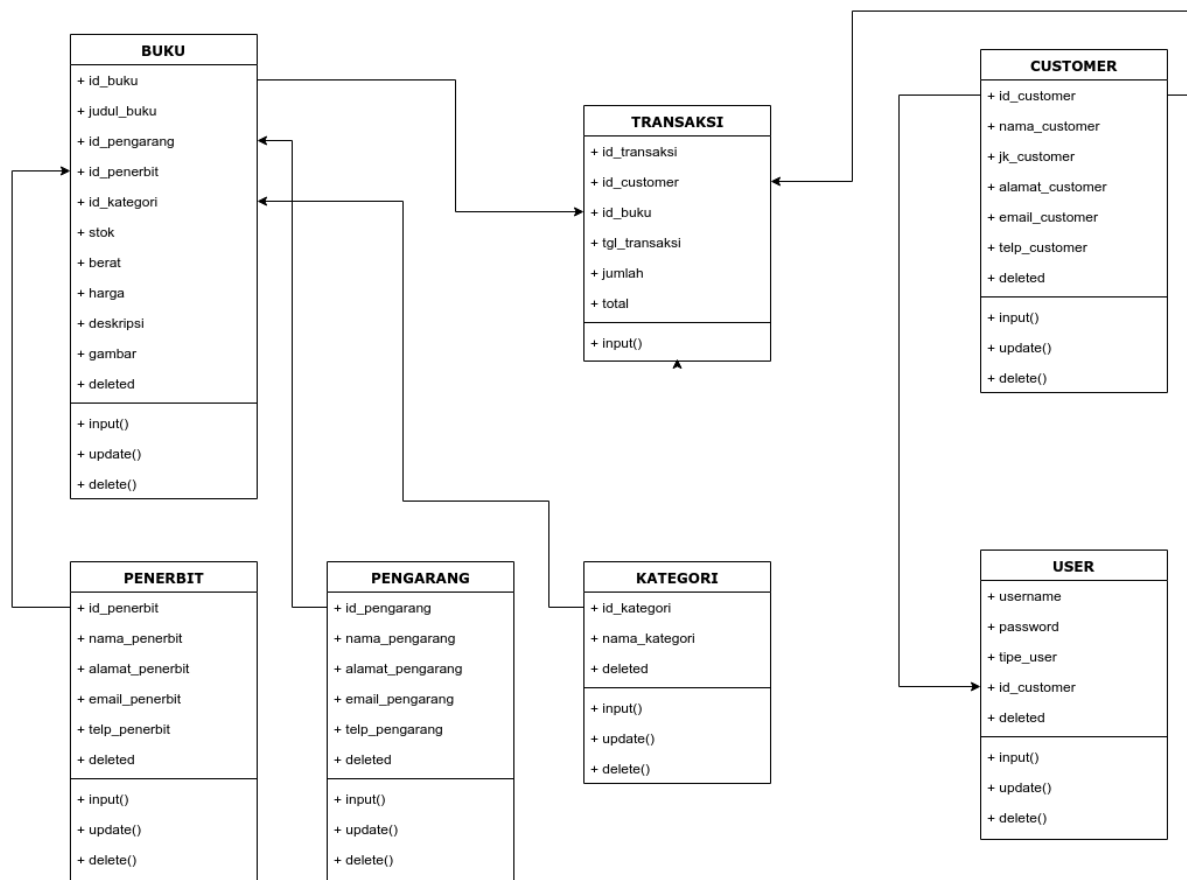 BUKU
+ id_buku
+ judul_buku
+ id_pengarang
+ id_penerbit
+ id_kategori
+ stok
+ berat
+ harga
+ deskripsi
+ gambar
+ deleted
+ input()
+ update()
+ delete()
TRANSAKSI
+ id_transaksi
+ id_customer
+ id_buku
+ tgl_transaksi
+ jumlah
+ total
+ input()
CUSTOMER
+ id_customer
+ nama_customer
+ jk_customer
+ alamat_customer
+ email_customer
+ telp_customer
+ deleted
+ input()
+ update()
+ delete()
PENERBIT
+ id_penerbit
+ nama_penerbit
+ alamat_penerbit
+ email_penerbit
+ telp_penerbit
+ deleted
+ input()
+ update()
+ delete()
PENGARANG
+ id_pengarang
+ nama_pengarang
+ alamat_pengarang
+ email_pengarang
+ telp_pengarang
+ deleted
+ input()
+ update()
+ delete()
KATEGORI
+ id_kategori
+ nama_kategori
+ deleted
+ input()
+ update()
+ delete()
USER
+ username
+ password
+ tipe_user
+ id_customer
+ deleted
+ input()
+ update()
+ delete()